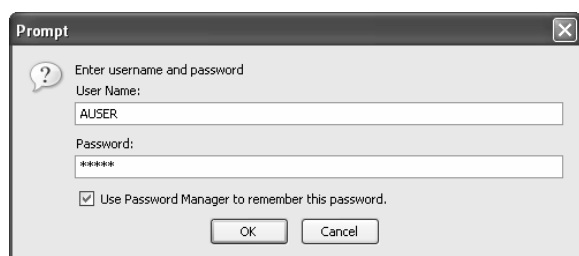 Prompt
Enter username and password
User Name:
AUSER
Password:
*****
Use Password Manager to remember this password.
OK Cancel